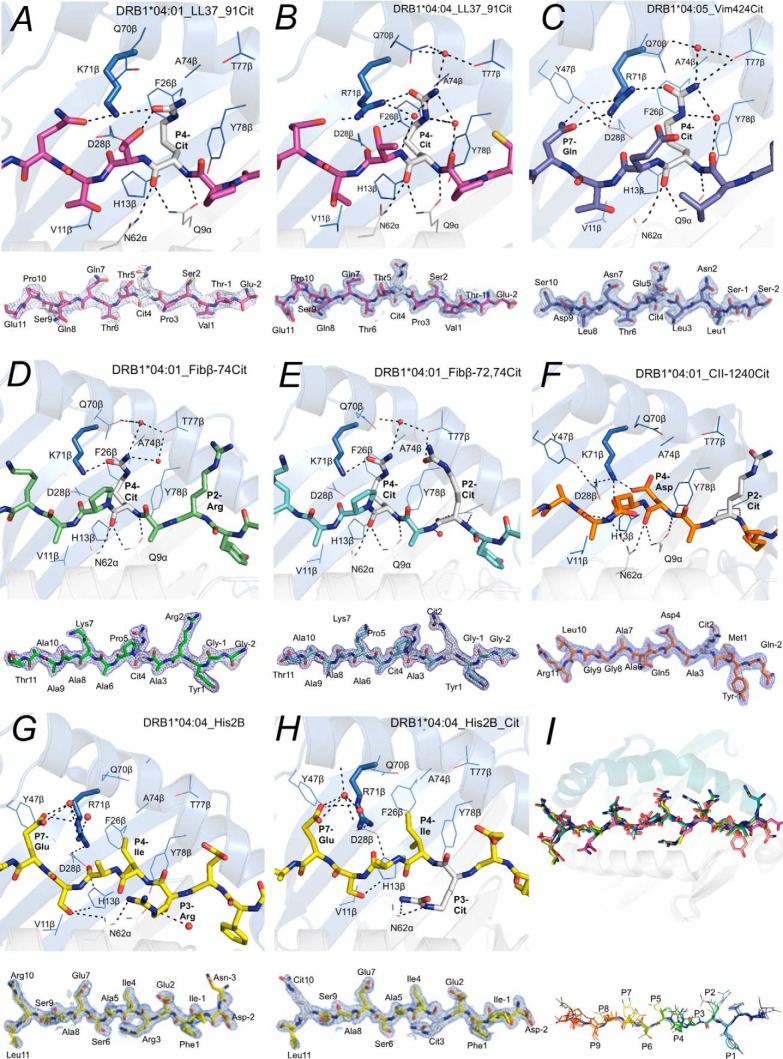 A
DRB1*04:01_LL37_91Cit
Q70β
K71β
A74β
T77β
F26β
D28β
P4-
Cit
Y78β
H13β
V11β
N62α
Q9α
Pro10
Gln7
Thr5
Ser2
Thr-1
Glu-2
Glu11
Ser9
Gln8
Thr6
Cit4
Pro3
Val1
B
DRB1*04:04_LL37_91Cit
Q70β
A74β
T77β
R71β
F26β
D28β
P4-
Cit
Y78β
H13β
V11β
N62α
Q9α
Pro10
Gln7
Thr5
Ser2
Glu-2
Thr-1
Ser9
Glu11
Gln8
Thr6
Cit4
Pro3
Val1
C
DRB1*04:05_Vim424Cit
Q70β
Y47β
R71β
A74β
T77β
F26β
P7-
Gln
D28β
P4-
Cit
Y78β
H13β
V11β
N62α
Q9α
Ser10
Asn7
Glu5
Asn2
Ser-1
Ser-2
Asp9
Leu8
Thr6
Cit4
Leu3
Leu1
D
DRB1*04:01_Fibβ-74Cit
Q70β
T77β
A74β
K71β
F26β
D28β
P4-
Cit
Y78β
P2-
Arg
V11β
H13β
N62α
Q9α
Lys7
Arg2
Ala10
Pro5
Gly-1
Gly-2
Thr11
Ala9
Ala8
Ala6
Cit4
Ala3
Tyr1
E
DRB1*04:01_Fibβ-72,74Cit
Q70β
T77β
A74β
K71β
F26β
D28β
P4-
Cit
Y78β
P2-
Cit
V11β
H13β
N62α
Q9α
Lys7
Cit2
Ala10
Pro5
Gly-1
Gly-2
Thr11
Ala9
Ala8
Ala6
Cit4
Ala3
Tyr1
F
DRB1*04:01_CII-1240Cit
Q70β
Y47β
K71β
A74β
T77β
P4-
Asp
D28β
Y78β
P2-
Cit
V11β
H13β
Q9α
N62α
Leu10
Ala7
Asp4
Cit2
Met1
Gln-2
Arg11
Gly9
Gly8
Ala6
Gln5
Ala3
Tyr-1
G
DRB1*04:04_His2B
Q70β
Y47β
R71β
A74β
T77β
P7-
Glu
F26β
P4-
Ile
Y78β
D28β
H13β
V11β
N62α
P3-
Arg
Arg10
Glu7
Ile4
Glu2
Asn-3
Ser9
Ala5
Ile-1
Asp-2
Ala8
Ser6
Arg3
Phe1
Leu11
H
DRB1*04:04_His2B_Cit
Q70β
Y47β
R71β
A74β
T77β
P7-
Glu
F26β
P4-
Ile
Y78β
D28β
H13β
V11β
N62α
P3-
Cit
Cit10
Glu7
Ile4
Glu2
Ser9
Ala5
Ile-1
Asp-2
Ala8
Ser6
Cit3
Phe1
Leu11
I
P7
P8
P5
P2
P3
P9
P6
P4
P1